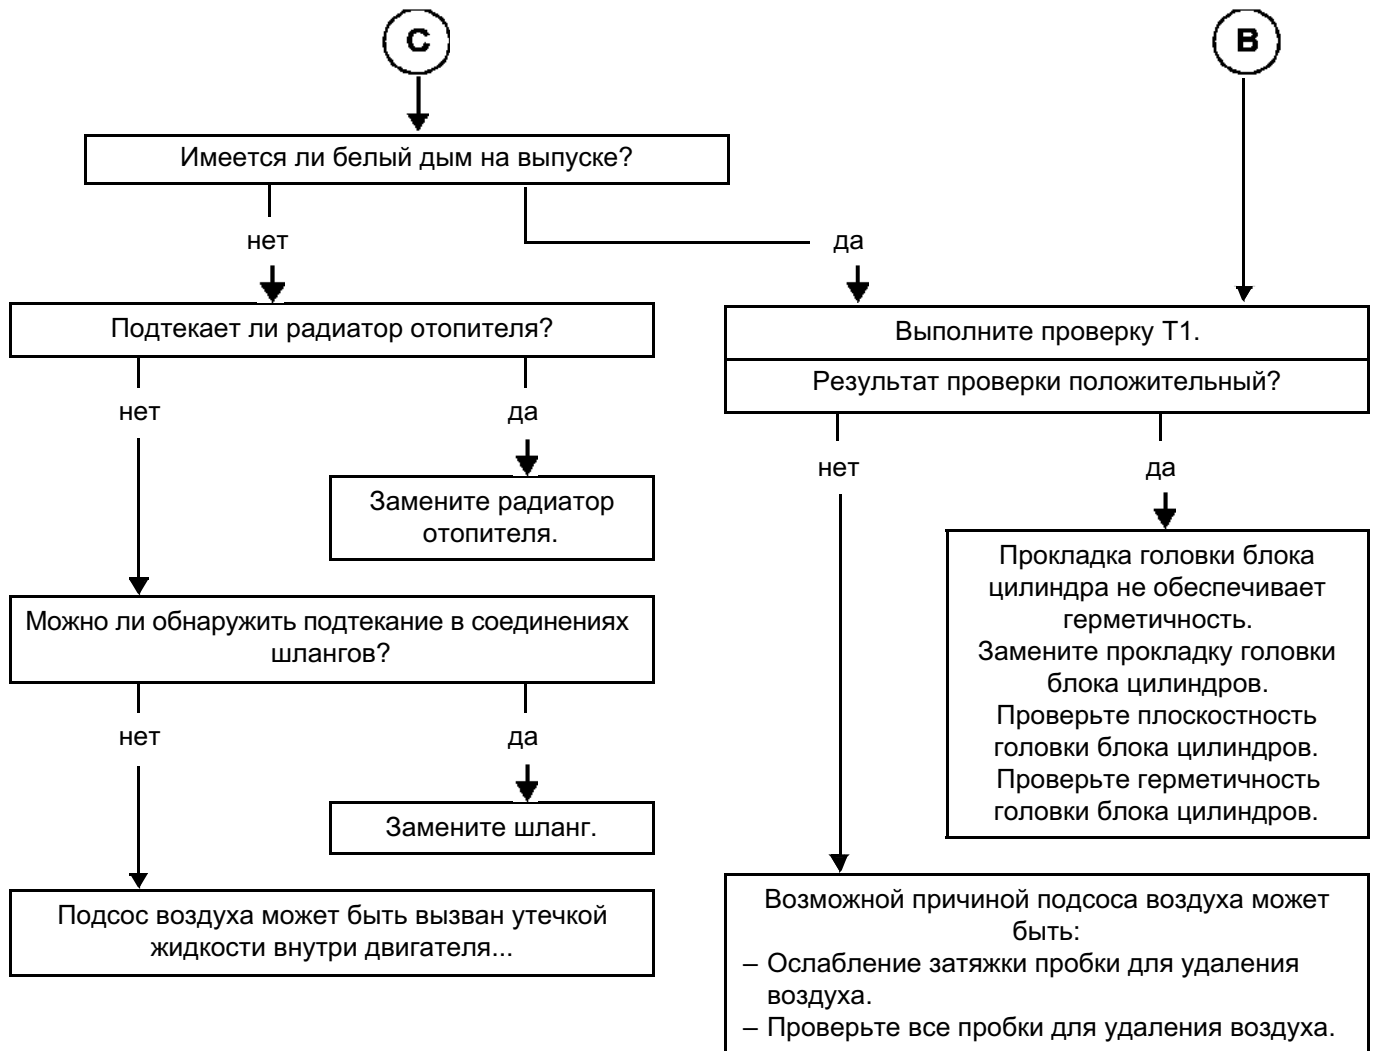 C
B
Имеется ли белый дым на выпуске?
нет
да
Подтекает ли радиатор отопителя?
Выполните проверку T1.
Результат проверки положительный?
нет
да
нет
да
Замените радиатор
отопителя.
Прокладка головки блока
цилиндра не обеспечивает
герметичность.
Замените прокладку головки
блока цилиндров.
Проверьте плоскостность
головки блока цилиндров.
Проверьте герметичность
головки блока цилиндров.
Можно ли обнаружить подтекание в соединениях
шлангов?
нет
да
Замените шланг.
Подсос воздуха может быть вызван утечкой
жидкости внутри двигателя...
Возможной причиной подсоса воздуха может
быть:
– Ослабление затяжки пробки для удаления
воздуха.
– Проверьте все пробки для удаления воздуха.